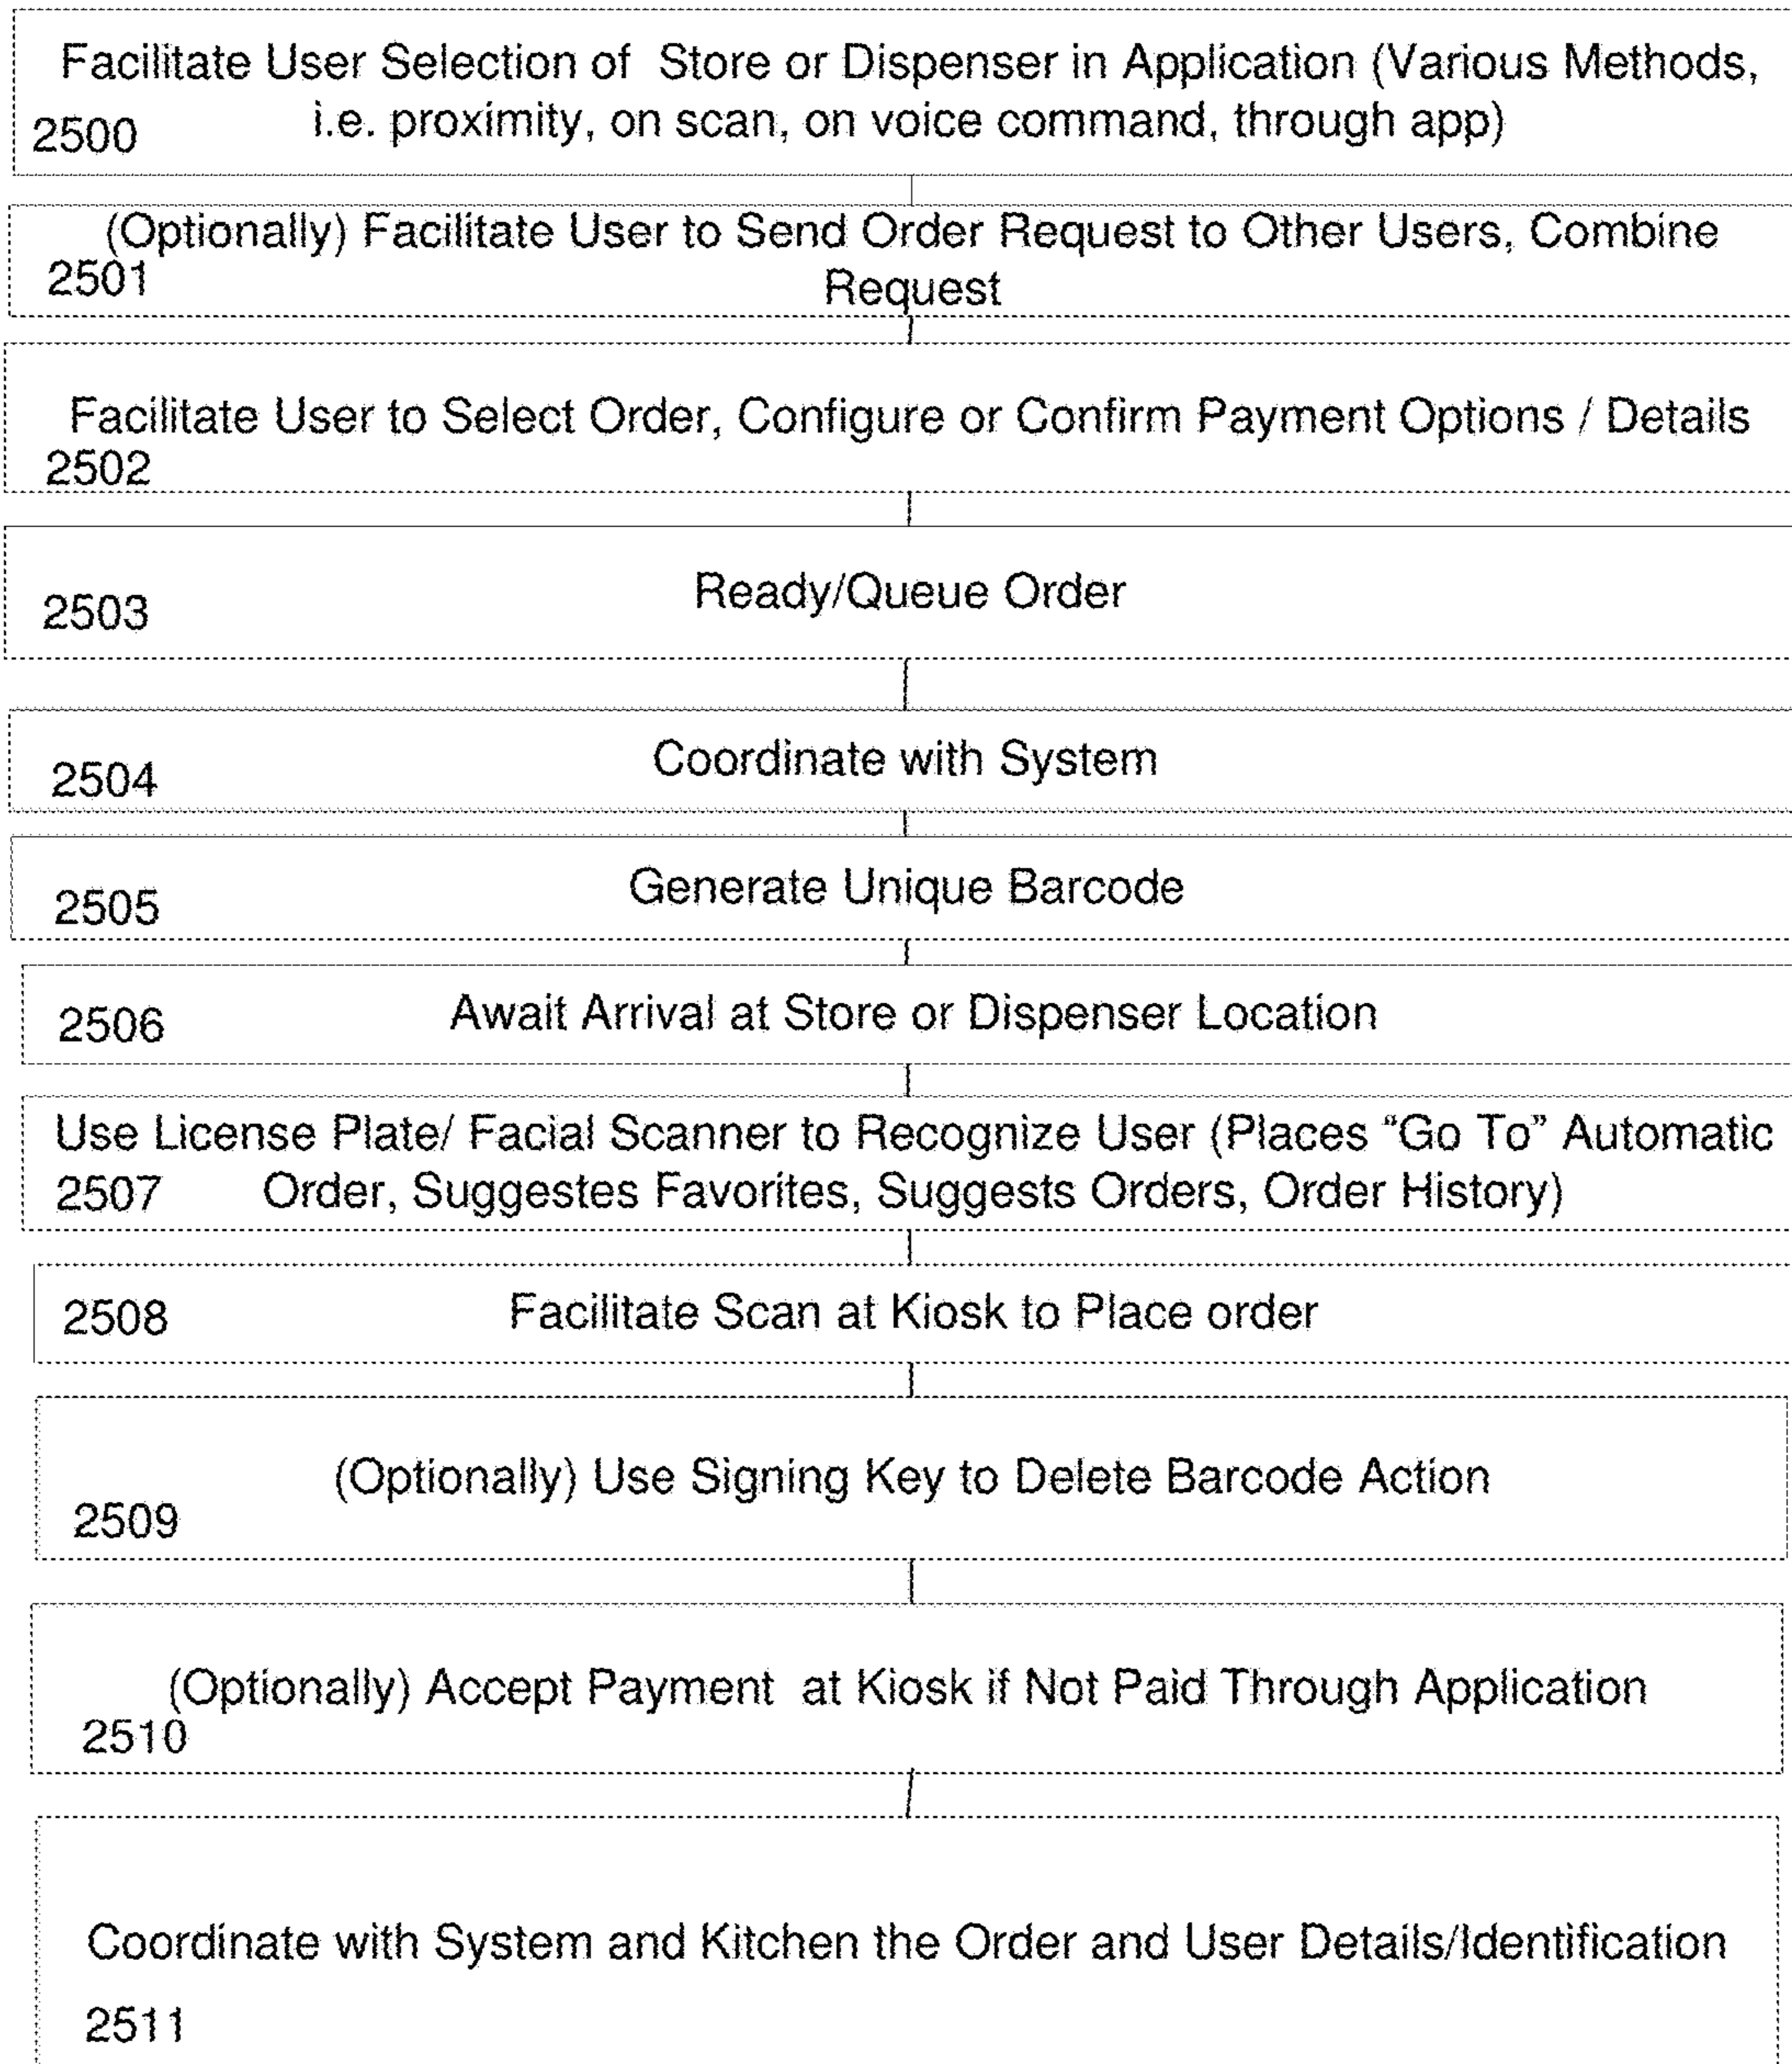 Facilitate User Selection of Store or Dispenser in Application (Various Methods,
2500 i.e. proximity, on scan, on voice command, through app)
(Optionally) Facilitate User to Send Order Request to Other Users, Combine
2501 Request
Facilitate User to Select Order, Configure or Confirm Payment Options / Details
2502
Ready/Queue Order
2503
Coordinate with System
2504
Generate Unique Barcode
2505
2506 Await Arrival at Store or Dispenser Location
Use License Plate/ Facial Scanner to Recognize User (Places “Go To” Automatic
2507 Order, Suggestes Favorites, Suggests Orders, Order History)
2508 Facilitate Scan at Kiosk to Place order
(Optionally) Use Signing Key to Delete Barcode Action
2509
(Optionally) Accept Payment at Kiosk if Not Paid Through Application
2510
Coordinate with System and Kitchen the Order and User Details/Identification
2511